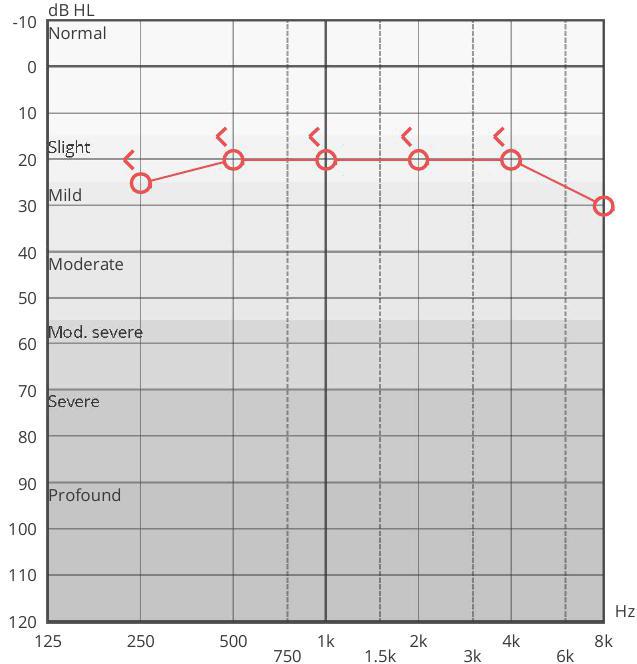 dB HL
-10
Normal
0
10
Slight
20
Mild
30
40
Moderate
50
Mod. severe
60
70
Severe
80
90
Profound
100
110
120
Hz
125 250 500 1k 2k 4k 8k
750 1.5k 3k 6k